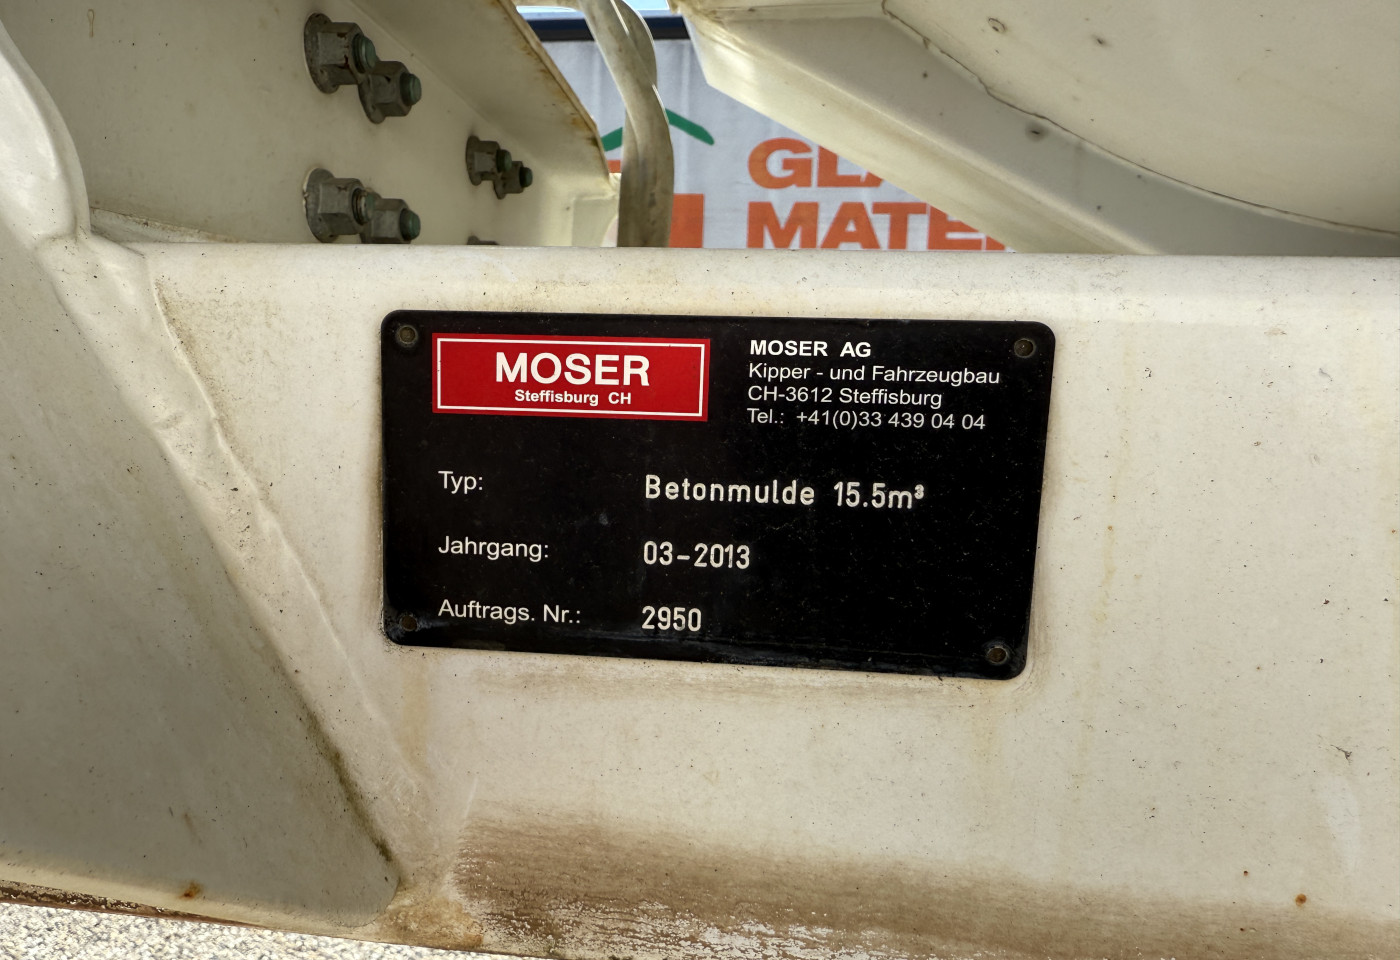 MOSER
Steffisburg CH
MOSER AG
Kipper - und Fahrzeugbau
CH-3612 Steffisburg
Tel.: +41(0)33 439 04 04
Typ: Betonmulde 15.5m³
Jahrgang: 03-2013
Auftrags. Nr.: 2950